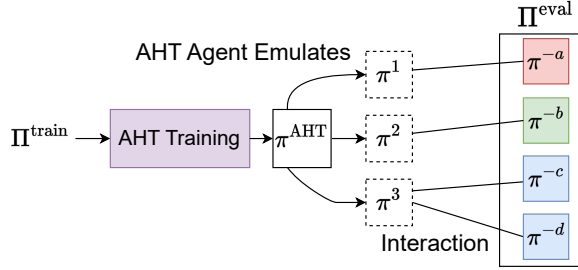 Π^eval
AHT Agent Emulates
π^1
π^-a
Π^train
AHT Training
π^AHT
π^2
π^-b
π^3
π^-c
Interaction
π^-d